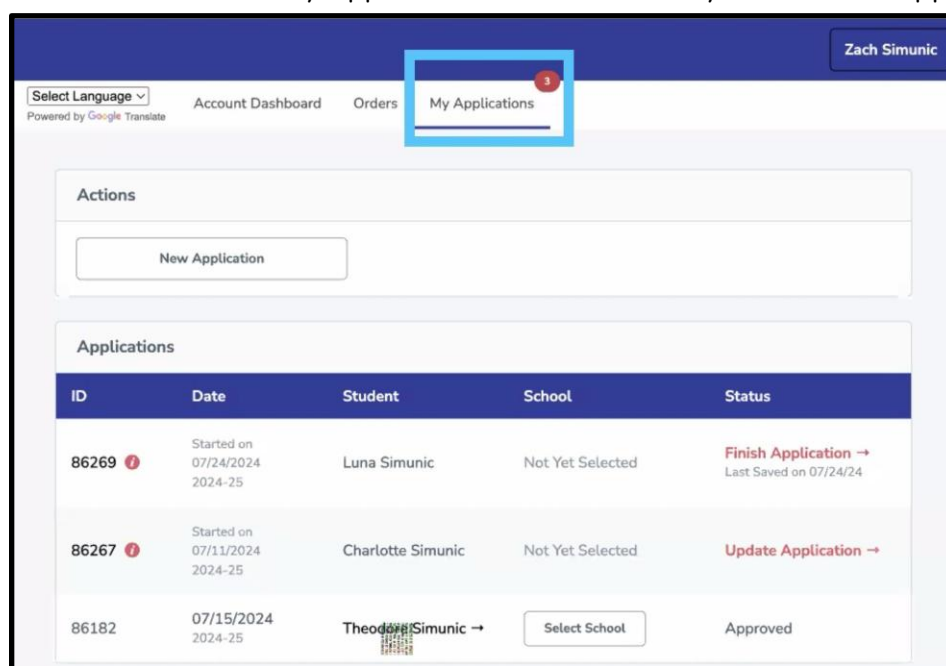 Zach Simunic
3
Select Language
Account Dashboard
Orders
My Applications
Powered by Google Translate
Actions
New Application
Applications
ID Date Student School Status
Started on
86269 07/24/2024 Luna Simunic Not Yet Selected Finish Application →
2024-25 Last Saved on 07/24/24
Started on
86267 07/11/2024 Charlotte Simunic Not Yet Selected Update Application →
2024-25
86182 07/15/2024 Theodore Simunic → Select School Approved
2024-25